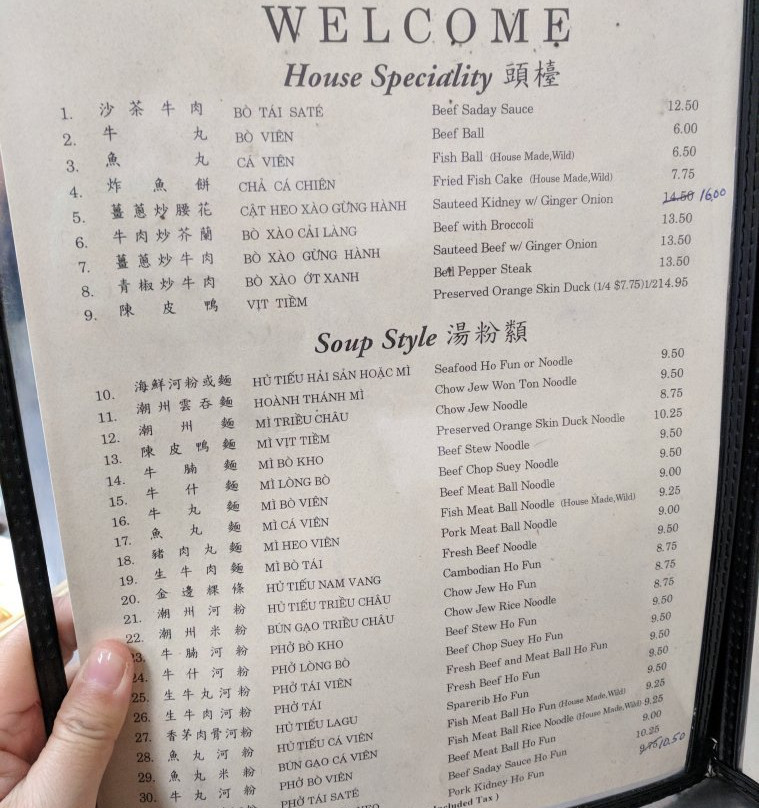 WELCOME
House Speciality 頭檯
1. 沙茶牛肉 BÒ TÁI SATÉ Beef Saday Sauce 12.50
2. 牛丸 BÒ VIÊN Beef Ball 6.00
3. 魚丸 CÁ VIÊN Fish Ball (House Made,Wild) 6.50
4. 炸魚餅 CHẢ CÁ CHIÊN Fried Fish Cake (House Made,Wild) 7.75
5. 薑蔥炒腰花 CẬT HEO XÀO GỪNG HÀNH Sauteed Kidney w/ Ginger Onion 14.50 16.00
6. 牛肉炒芥蘭 BÒ XÀO CẢI LÀNG Beef with Broccoli 13.50
7. 薑蔥炒牛肉 BÒ XÀO GỪNG HÀNH Sauteed Beef w/ Ginger Onion 13.50
8. 青椒炒牛肉 BÒ XÀO ỚT XANH Bell Pepper Steak 13.50
9. 陳皮鴨 VỊT TIỀM Preserved Orange Skin Duck (1/4 $7.75)1/214.95
Soup Style 湯粉類
10. 海鮮河粉或麵 HỦ TIẾU HẢI SẢN HOẶC MÌ Seafood Ho Fun or Noodle 9.50
11. 潮州雲吞麵 HOÀNH THÁNH MÌ Chow Jew Won Ton Noodle 9.50
12. 潮州麵 MÌ TRIỀU CHÂU Chow Jew Noodle 8.75
13. 陳皮鴨麵 MÌ VỊT TIỀM Preserved Orange Skin Duck Noodle 10.25
14. 牛腩麵 MÌ BÒ KHO Beef Stew Noodle 9.50
15. 牛什麵 MÌ LÒNG BÒ Beef Chop Suey Noodle 9.50
16. 牛丸麵 MÌ BÒ VIÊN Beef Meat Ball Noodle 9.00
17. 魚丸麵 MÌ CÁ VIÊN Fish Meat Ball Noodle (House Made,Wild) 9.25
18. 豬肉丸麵 MÌ HEO VIÊN Pork Meat Ball Noodle 9.00
19. 生牛肉麵 MÌ BÒ TÁI Fresh Beef Noodle 9.50
20. 金邊粿條 HỦ TIẾU NAM VANG Cambodian Ho Fun 8.75
21. 潮州河粉 HỦ TIẾU TRIỀU CHÂU Chow Jew Ho Fun 8.75
22. 潮州米粉 BÚN GẠO TRIỀU CHÂU Chow Jew Rice Noodle 8.75
23. 牛腩河粉 PHỞ BÒ KHO Beef Stew Ho Fun 9.50
24. 牛什河粉 PHỞ LÒNG BÒ Beef Chop Suey Ho Fun 9.50
25. 生牛丸河粉 PHỞ TÁI VIÊN Fresh Beef and Meat Ball Ho Fun 9.50
26. 生牛肉河粉 PHỞ TÁI Fresh Beef Ho Fun 9.50
27. 香茅肉骨河粉 HỦ TIẾU LAGU Sparerib Ho Fun 9.50
28. 魚丸河粉 HỦ TIẾU CÁ VIÊN Fish Meat Ball Ho Fun (House Made,Wild) 9.25
29. 魚丸米粉 BÚN GẠO CÁ VIÊN Fish Meat Ball Rice Noodle (House Made,Wild) 9.25
30. 牛丸河粉 PHỞ BÒ VIÊN Beef Meat Ball Ho Fun 9.00
PHỞ TÁI SATÉ Beef Saday Sauce Ho Fun 10.25
Pork Kidney Ho Fun 9.75 10.50
Included Tax )